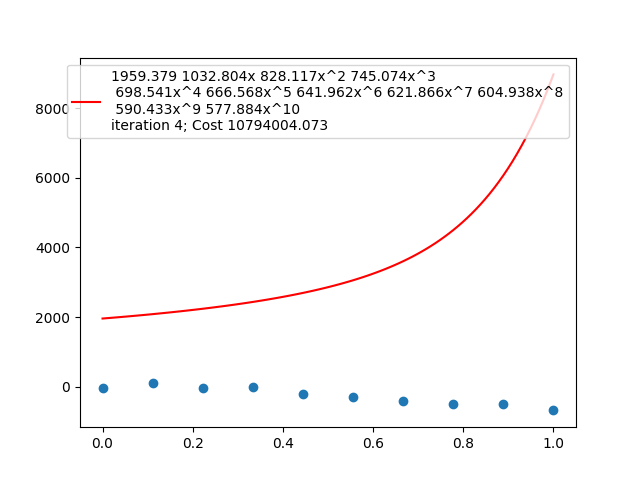 1959.379 1032.804x 828.117x^2 745.074x^3
698.541x^4 666.568x^5 641.962x^6 621.866x^7 604.938x^8
590.433x^9 577.884x^10
iteration 4; Cost 10794004.073
8000
6000
4000
2000
0
0.0 0.2 0.4 0.6 0.8 1.0